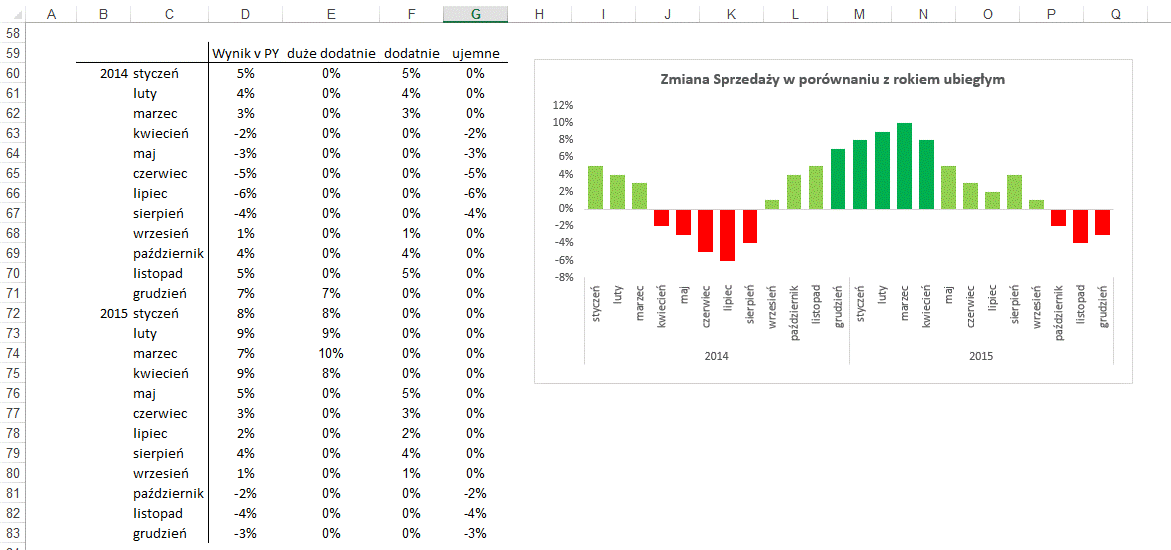 A B C D E F G H I J K L M N O P Q
58
59 Wynik v PY duże dodatnie dodatnie ujemne
60 2014 styczeń 5% 0% 5% 0%
61 luty 4% 0% 4% 0%
62 marzec 3% 0% 3% 0%
63 kwiecień -2% 0% 0% -2%
64 maj -3% 0% 0% -3%
65 czerwiec -5% 0% 0% -5%
66 lipiec -6% 0% 0% -6%
67 sierpień -4% 0% 0% -4%
68 wrzesień 1% 0% 1% 0%
69 październik 4% 0% 4% 0%
70 listopad 5% 0% 5% 0%
71 grudzień 7% 7% 0% 0%
72 2015 styczeń 8% 8% 0% 0%
73 luty 9% 9% 0% 0%
74 marzec 7% 10% 0% 0%
75 kwiecień 9% 8% 0% 0%
76 maj 5% 0% 5% 0%
77 czerwiec 3% 0% 3% 0%
78 lipiec 2% 0% 2% 0%
79 sierpień 4% 0% 4% 0%
80 wrzesień 1% 0% 1% 0%
81 październik -2% 0% 0% -2%
82 listopad -4% 0% 0% -4%
83 grudzień -3% 0% 0% -3%
Zmiana Sprzedaży w porównaniu z rokiem ubiegłym
12%
10%
8%
6%
4%
2%
0%
-2%
-4%
-6%
-8%
styczeń luty marzec kwiecień maj czerwiec lipiec sierpień wrzesień październik listopad grudzień styczeń luty marzec kwiecień maj czerwiec lipiec sierpień wrzesień październik listopad grudzień
2014 2015